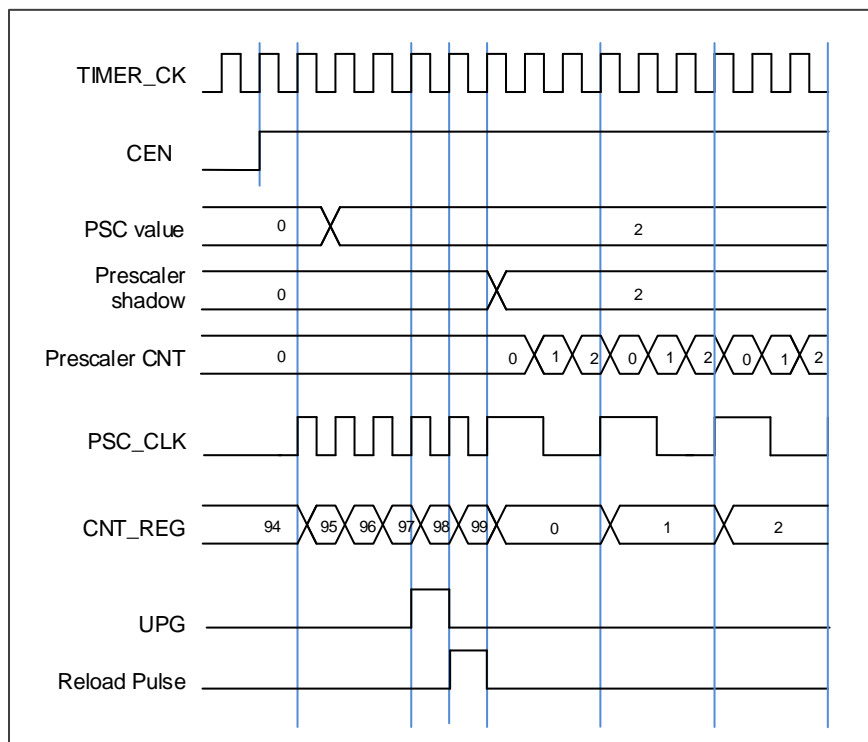 TIMER_CK
CEN
PSC value 0 2
Prescaler
shadow 0 2
Prescaler CNT 0 0 1 2 0 1 2 0 1 2
PSC_CLK
CNT_REG 94 95 96 97 98 99 0 1 2
UPG
Reload Pulse